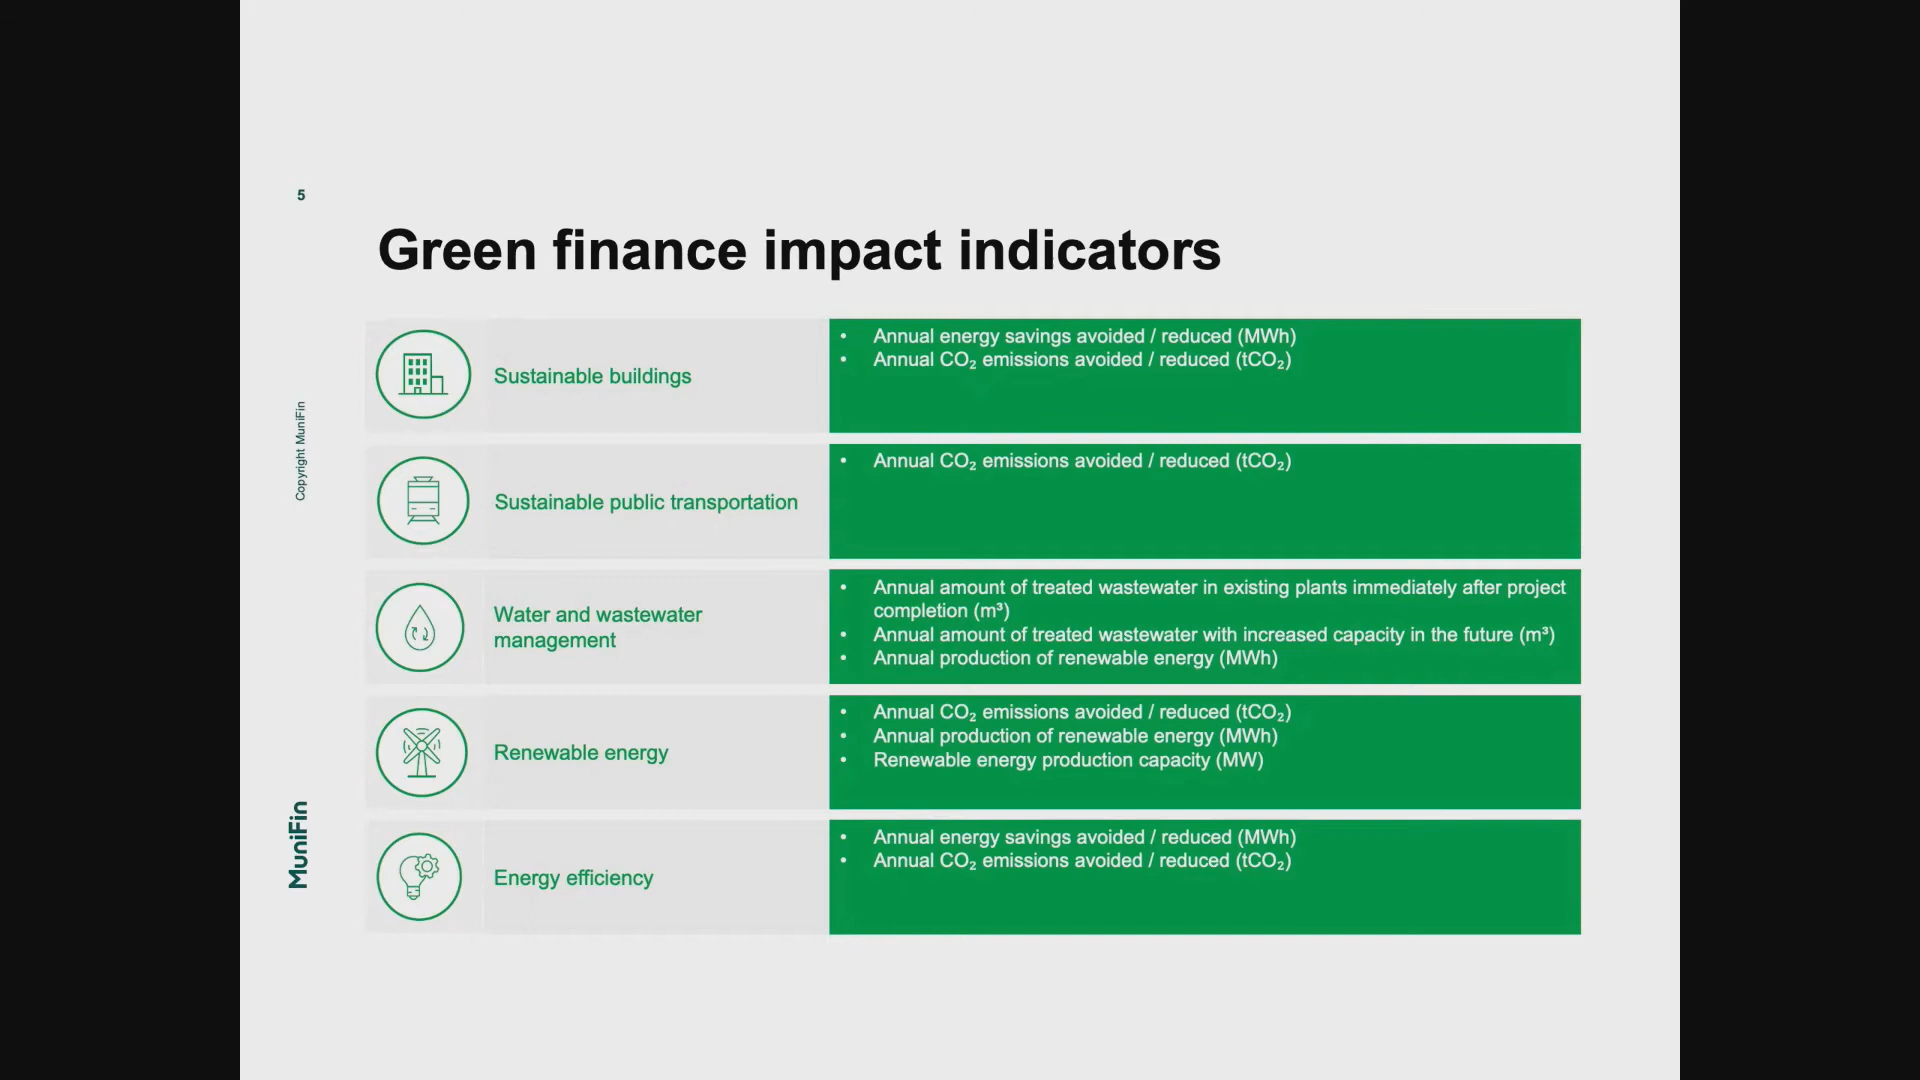 5
Green finance impact indicators
Sustainable buildings
• Annual energy savings avoided / reduced (MWh)
• Annual CO₂ emissions avoided / reduced (tCO₂)
Sustainable public transportation
• Annual CO₂ emissions avoided / reduced (tCO₂)
Water and wastewater
management
• Annual amount of treated wastewater in existing plants immediately after project
completion (m³)
• Annual amount of treated wastewater with increased capacity in the future (m³)
• Annual production of renewable energy (MWh)
Renewable energy
• Annual CO₂ emissions avoided / reduced (tCO₂)
• Annual production of renewable energy (MWh)
• Renewable energy production capacity (MW)
Energy efficiency
• Annual energy savings avoided / reduced (MWh)
• Annual CO₂ emissions avoided / reduced (tCO₂)
Copyright MuniFin
MuniFin